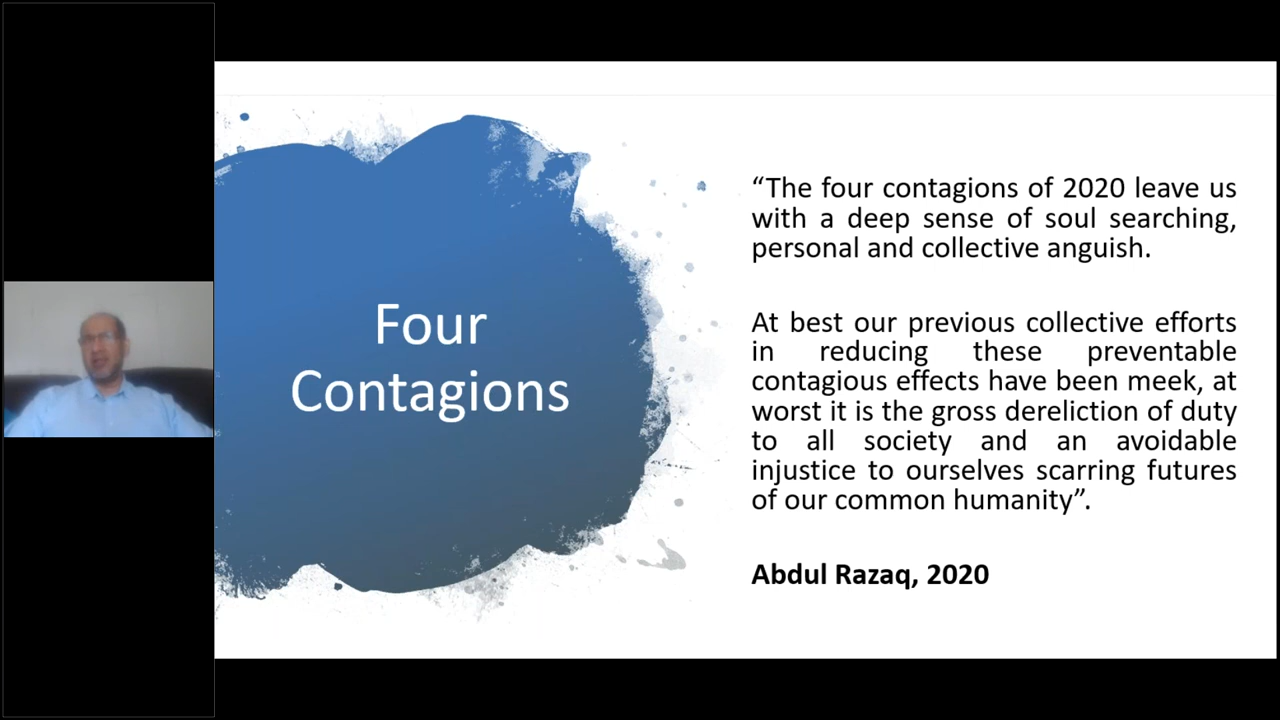 Four
Contagions
“The four contagions of 2020 leave us
with a deep sense of soul searching,
personal and collective anguish.
At best our previous collective efforts
in reducing these preventable
contagious effects have been meek, at
worst it is the gross dereliction of duty
to all society and an avoidable
injustice to ourselves scarring futures
of our common humanity”.
Abdul Razaq, 2020